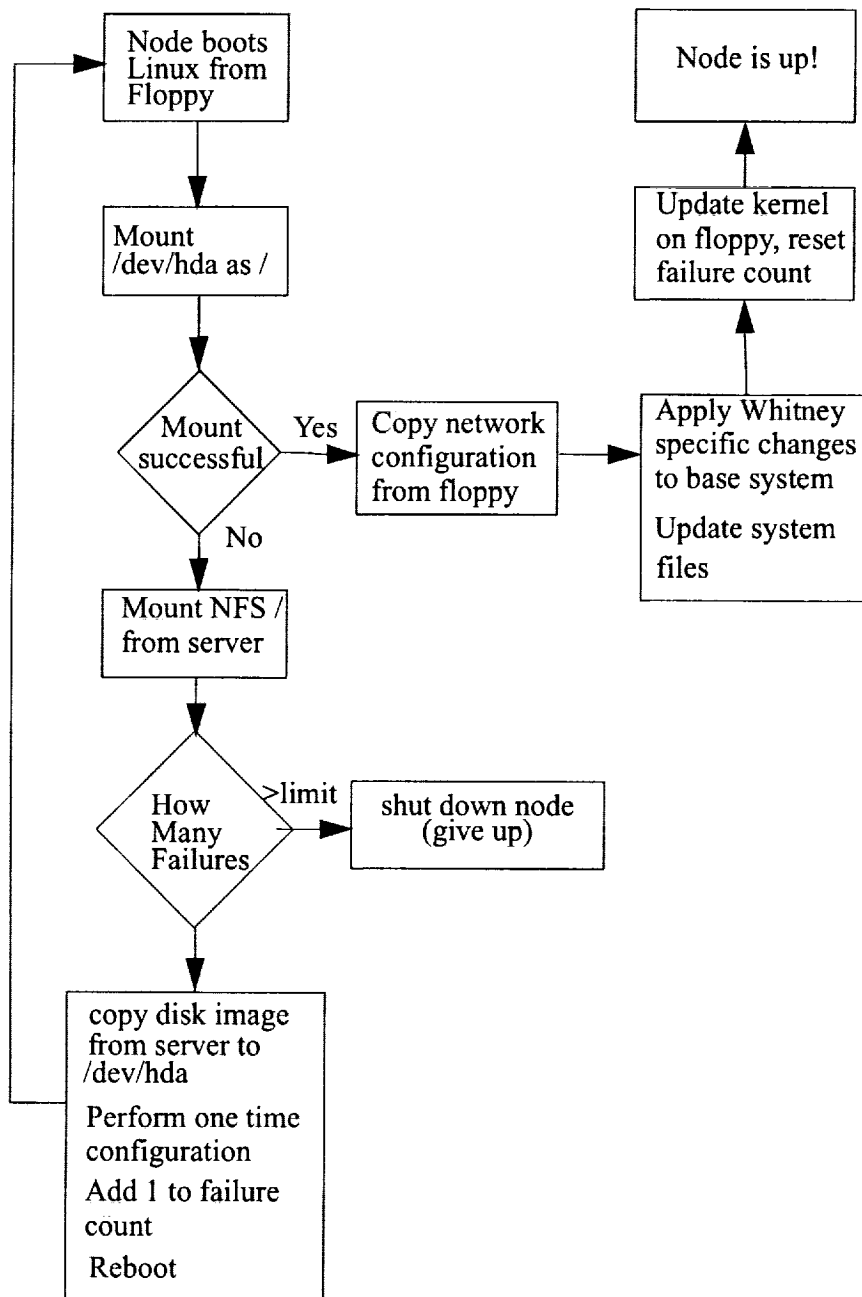 Node boots
Linux from
Floppy
Node is up!
Mount
/dev/hda as /
Update kernel
on floppy, reset
failure count
Mount
successful
Yes
No
Copy network
configuration
from floppy
Apply Whitney
specific changes
to base system
Update system
files
Mount NFS /
from server
How
Many
Failures
>limit
shut down node
(give up)
copy disk image
from server to
/dev/hda
Perform one time
configuration
Add 1 to failure
count
Reboot